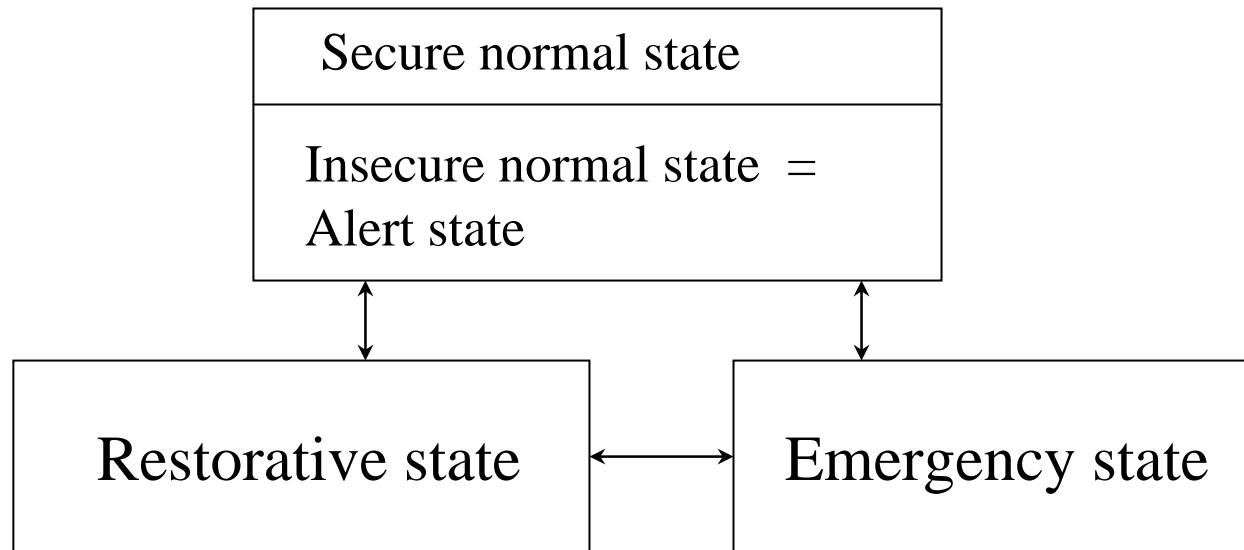 Secure normal state
Insecure normal state =
Alert state
Restorative state
Emergency state